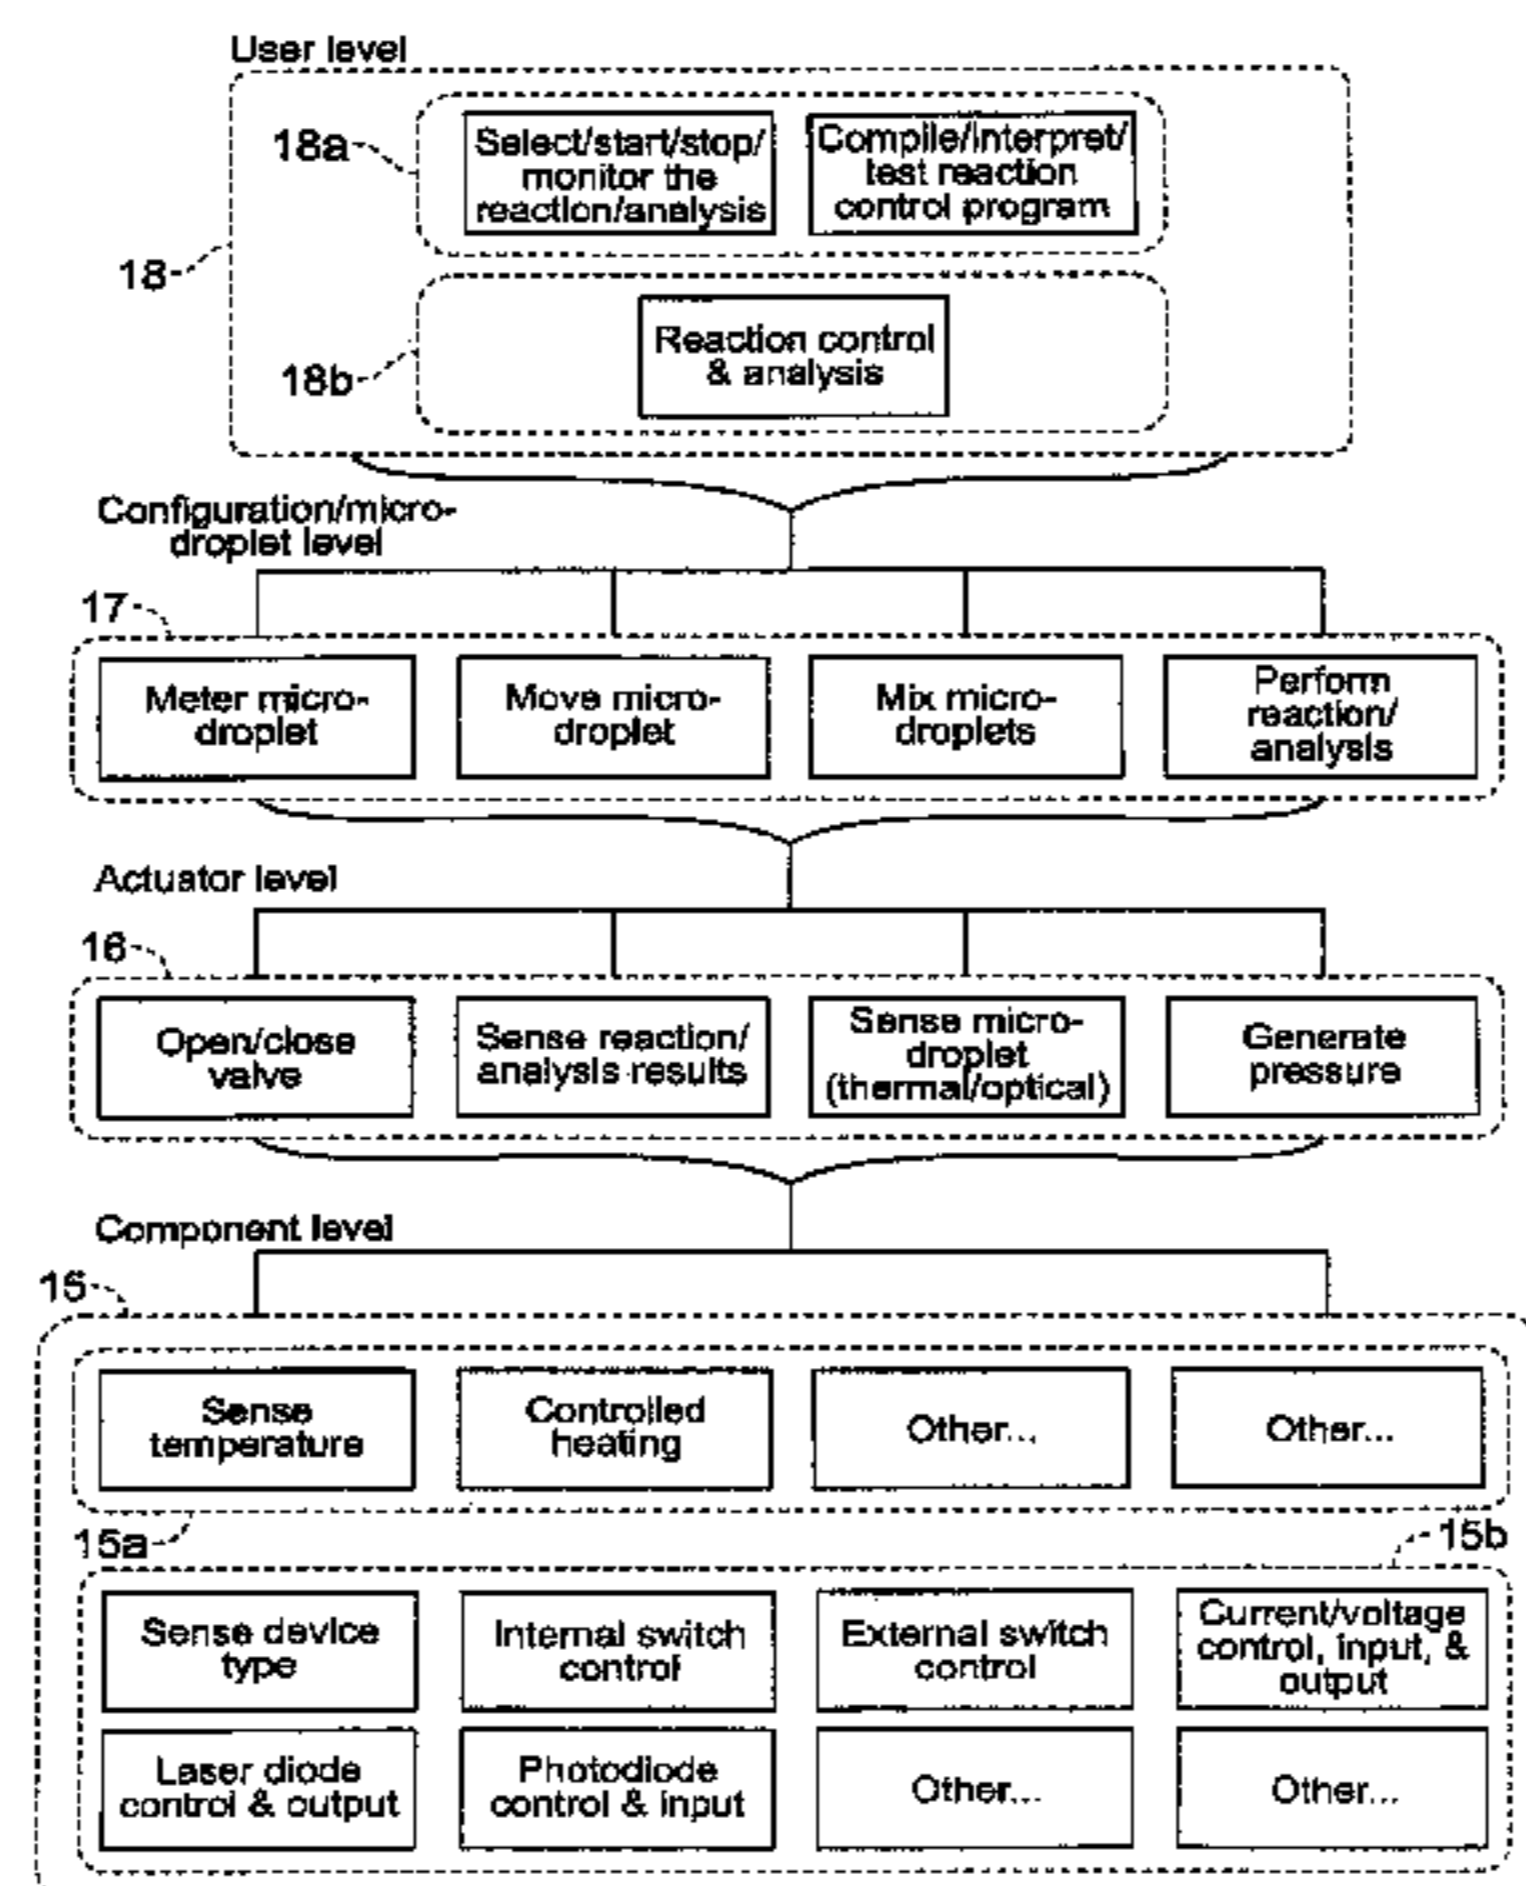 User level
18a
Select/start/stop/
monitor the
reaction/analysis
Compile/interpret/
test reaction
control program
18
18b
Reaction control
& analysis
Configuration/micro-
droplet level
17
Meter micro-
droplet
Move micro-
droplet
Mix micro-
droplets
Perform
reaction/
analysis
Actuator level
16
Open/close
valve
Sense reaction/
analysis results
Sense micro-
droplet
(thermal/optical)
Generate
pressure
Component level
15
Sense
temperature
Controlled
heating
Other...
Other...
15a
15b
Sense device
type
Internal switch
control
External switch
control
Current/voltage
control, input, &
output
Laser diode
control & output
Photodiode
control & input
Other...
Other...